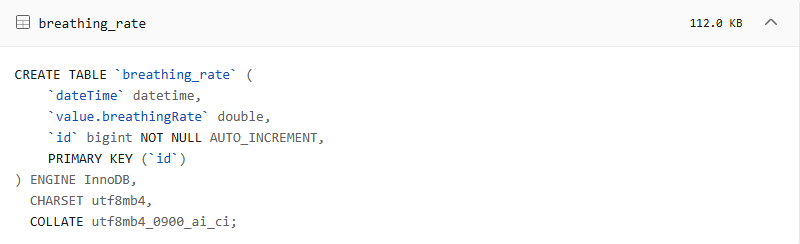 breathing_rate 112.0 KB
CREATE TABLE `breathing_rate` (
`dateTime` datetime,
`value.breathingRate` double,
`id` bigint NOT NULL AUTO_INCREMENT,
PRIMARY KEY (`id`)
) ENGINE InnoDB,
CHARSET utf8mb4,
COLLATE utf8mb4_0900_ai_ci;